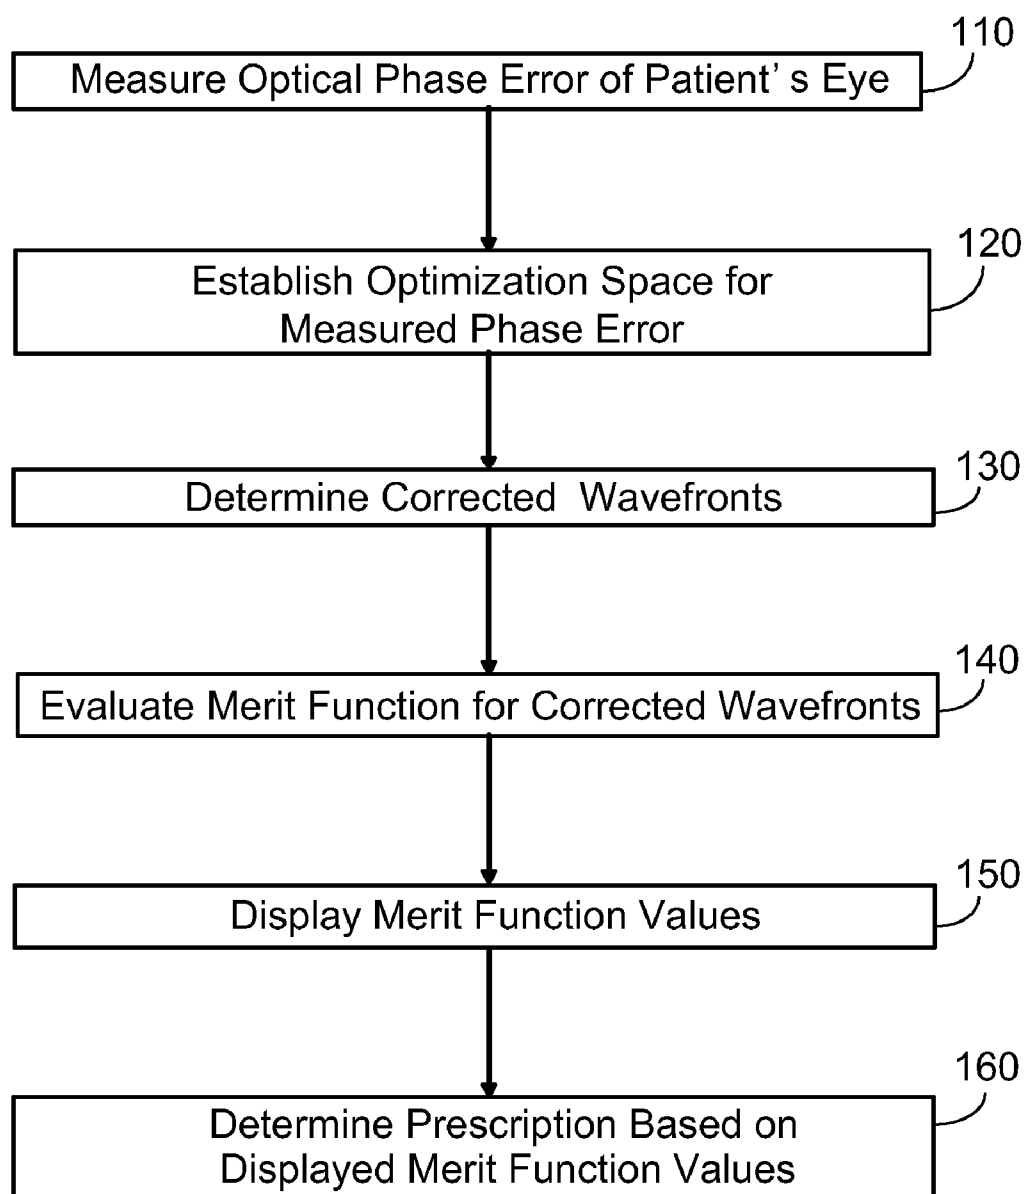 110
Measure Optical Phase Error of Patient's Eye
120
Establish Optimization Space for
Measured Phase Error
130
Determine Corrected Wavefronts
140
Evaluate Merit Function for Corrected Wavefronts
150
Display Merit Function Values
160
Determine Prescription Based on
Displayed Merit Function Values